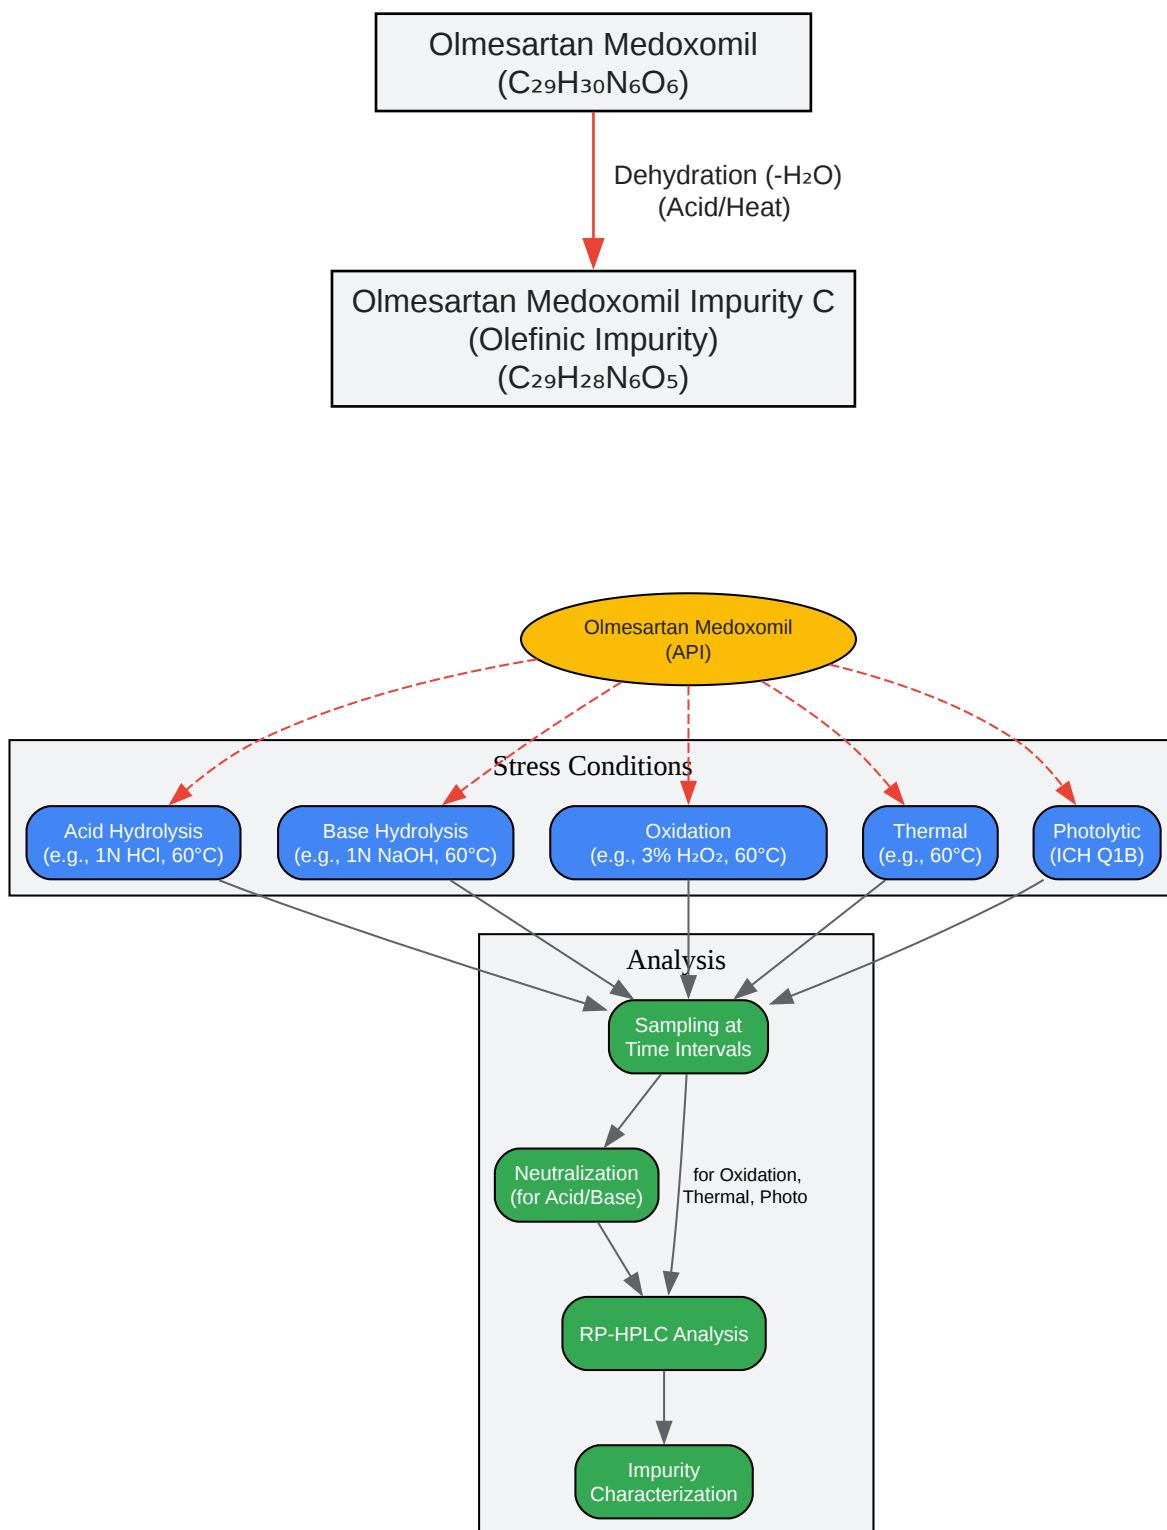 Olmesartan Medoxomil
(C₂₉H₃₀N₆O₆)
Dehydration (-H₂O)
(Acid/Heat)
Olmesartan Medoxomil Impurity C
(Olefinic Impurity)
(C₂₉H₂₈N₆O₅)
Olmesartan Medoxomil
(API)
Stress Conditions
Acid Hydrolysis
(e.g., 1N HCl, 60°C)
Base Hydrolysis
(e.g., 1N NaOH, 60°C)
Oxidation
(e.g., 3% H₂O₂, 60°C)
Thermal
(e.g., 60°C)
Photolytic
(ICH Q1B)
Analysis
Sampling at
Time Intervals
Neutralization
(for Acid/Base)
for Oxidation,
Thermal, Photo
RP-HPLC Analysis
Impurity
Characterization